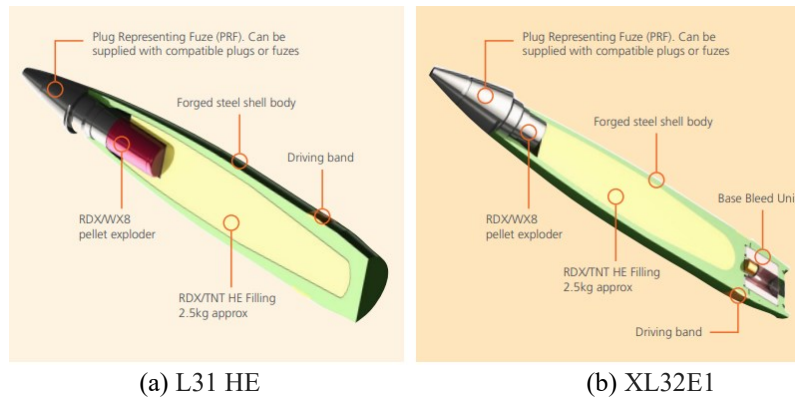 Plug Representing Fuze (PRF). Can be
supplied with compatible plugs or fuzes
Forged steel shell body
Driving band
RDX/WX8
pellet exploder
RDX/TNT HE Filling
2.5kg approx
(a) L31 HE
Plug Representing Fuze (PRF). Can be
supplied with compatible plugs or fuzes
Forged steel shell body
Base Bleed Uni
RDX/WX8
pellet exploder
RDX/TNT HE Filling
2.5kg approx
Driving band
(b) XL32E1